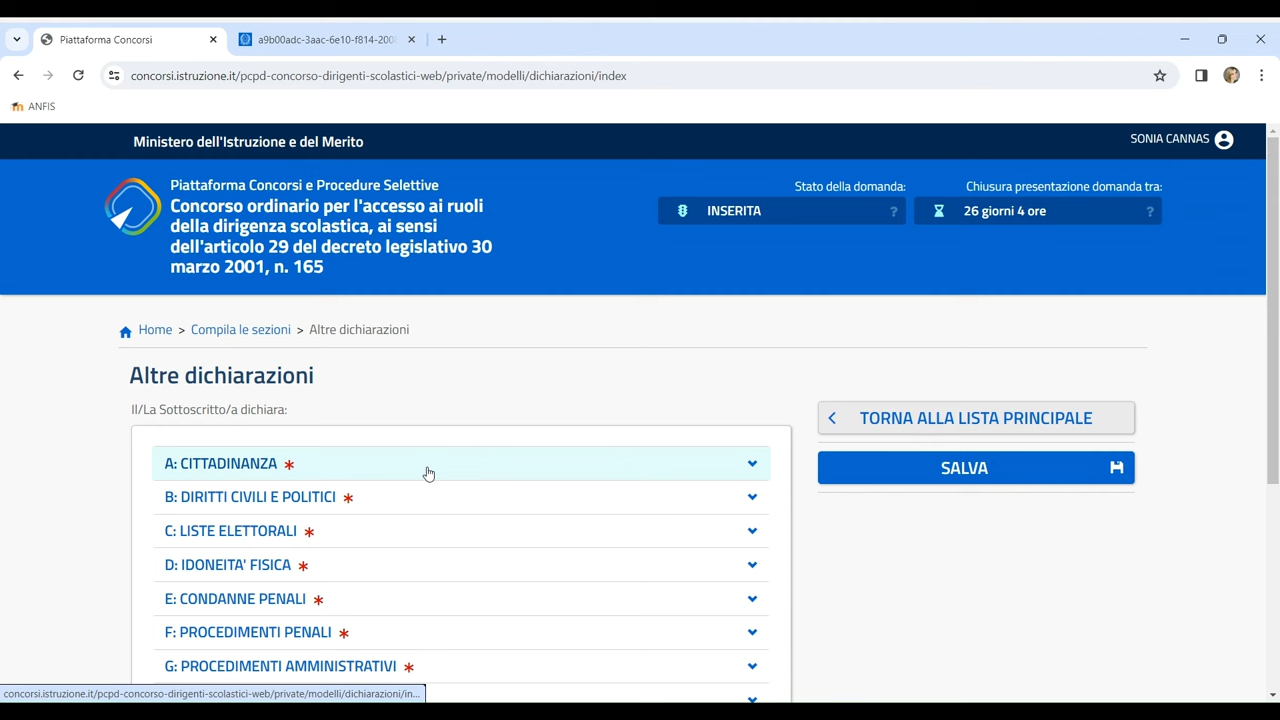 Piattaforma Concorsi
a9b00adc-3aac-6e10-f814-200
concorsi.istruzione.it/pcpd-concorso-dirigenti-scolastici-web/private/modelli/dichiarazioni/index
ANFIS
Ministero dell'Istruzione e del Merito
SONIA CANNAS
Piattaforma Concorsi e Procedure Selettive
Concorso ordinario per l'accesso ai ruoli
della dirigenza scolastica, ai sensi
dell'articolo 29 del decreto legislativo 30
marzo 2001, n. 165
Stato della domanda:
INSERITA ?
Chiusura presentazione domanda tra:
26 giorni 4 ore ?
Home > Compila le sezioni > Altre dichiarazioni
Altre dichiarazioni
Il/La Sottoscritto/a dichiara:
A: CITTADINANZA *
B: DIRITTI CIVILI E POLITICI *
C: LISTE ELETTORALI *
D: IDONEITA' FISICA *
E: CONDANNE PENALI *
F: PROCEDIMENTI PENALI *
G: PROCEDIMENTI AMMINISTRATIVI *
TORNA ALLA LISTA PRINCIPALE
SALVA
concorsi.istruzione.it/pcpd-concorso-dirigenti-scolastici-web/private/modelli/dichiarazioni/in...